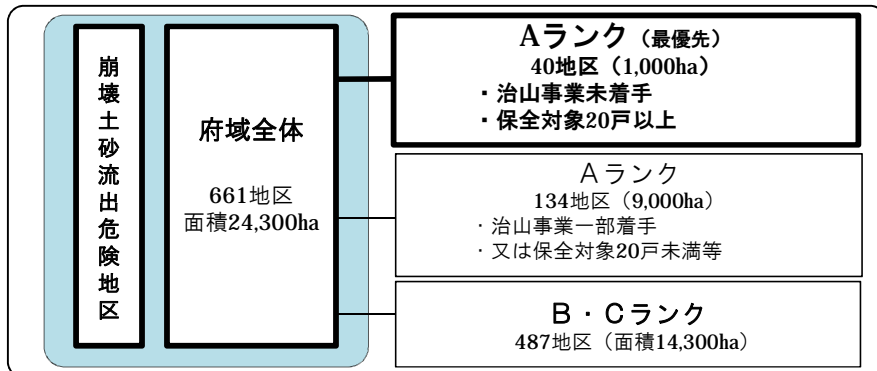 崩壊土砂流出危険地区
府域全体
661地区
面積24,300ha
Aランク（最優先）
40地区（1,000ha）
・治山事業未着手
・保全対象20戸以上
Ａランク
134地区（9,000ha）
・治山事業一部着手
・又は保全対象20戸未満等
Ｂ・Ｃランク
487地区（面積14,300ha）